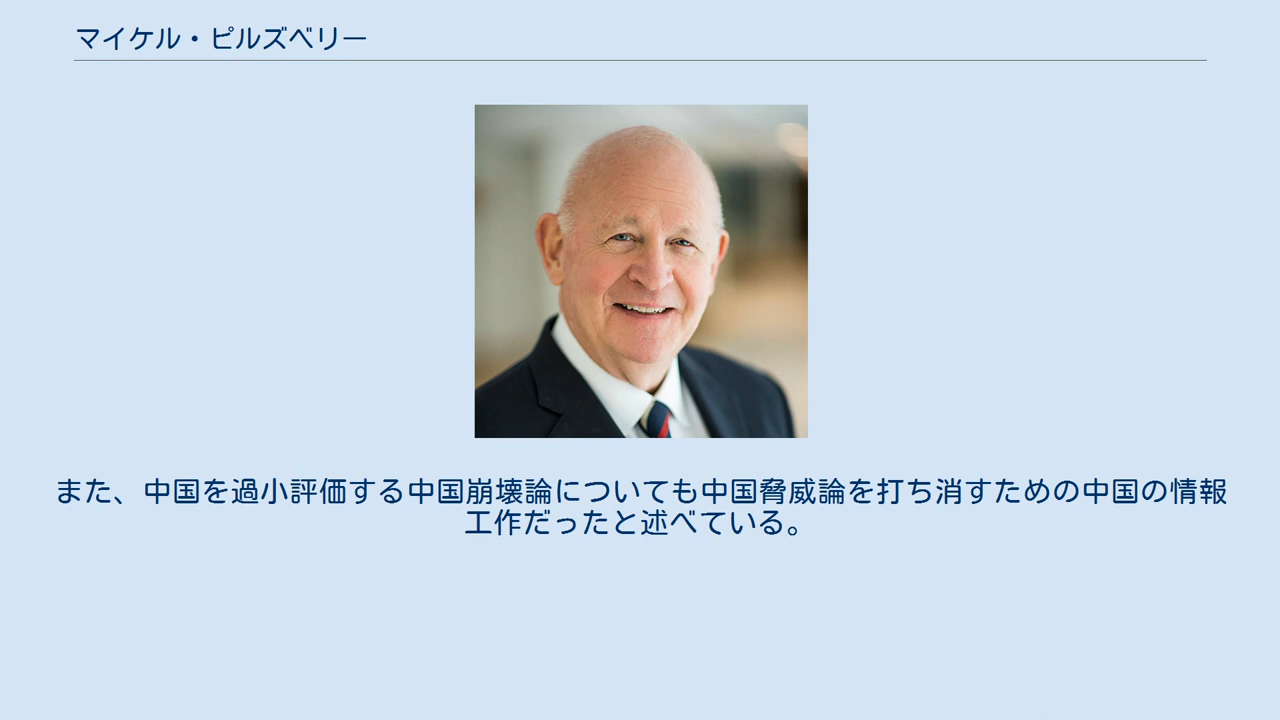 マイケル・ピルズベリー
また、中国を過小評価する中国崩壊論についても中国脅威論を打ち消すための中国の情報
工作だったと述べている。